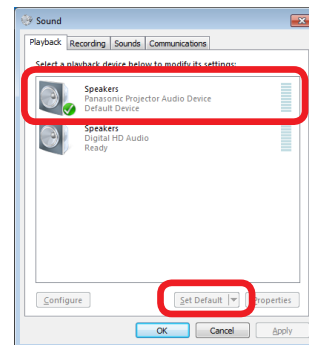 Sound
Playback Recording Sounds Communications
Select a playback device below to modify its settings:
Speakers
Panasonic Projector Audio Device
Default Device
Speakers
Digital HD Audio
Ready
Configure Set Default Properties
OK Cancel Apply